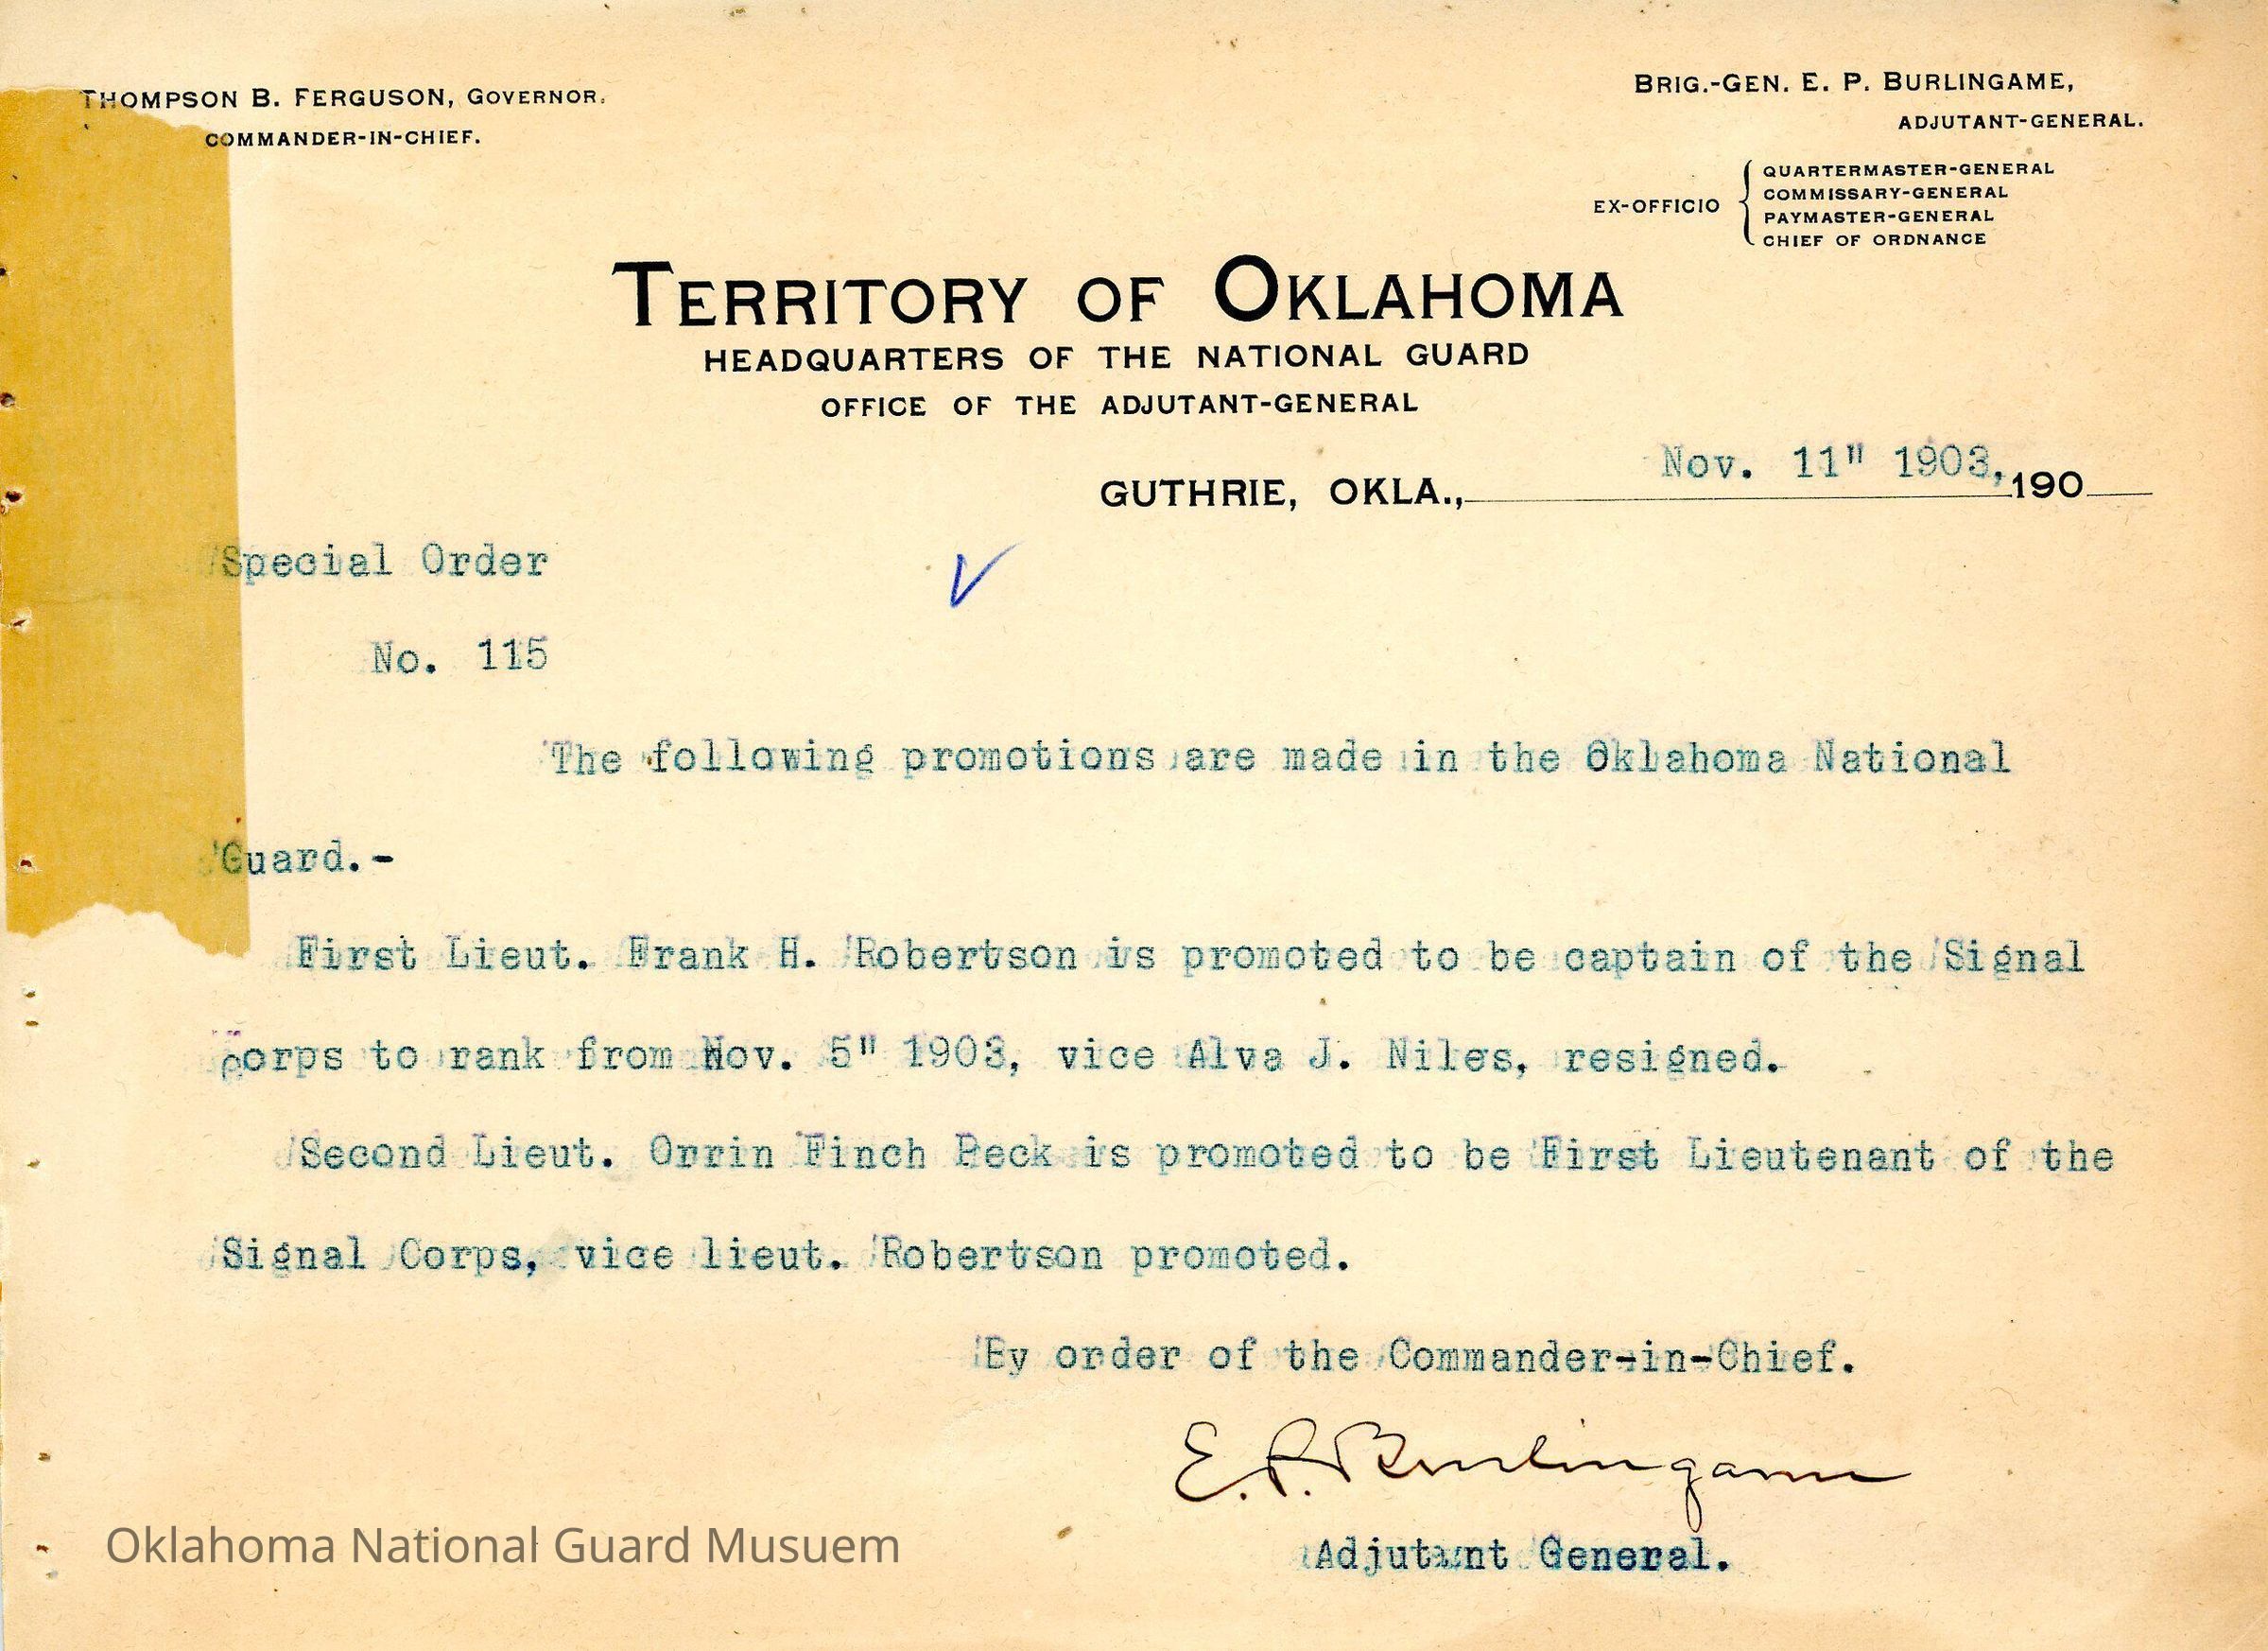 THOMPSON B. FERGUSON, GOVERNOR.
COMMANDER-IN-CHIEF.
BRIG.-GEN. E. P. BURLINGAME,
ADJUTANT-GENERAL.
EX-OFFICIO
QUARTERMASTER-GENERAL
COMMISSARY-GENERAL
PAYMASTER-GENERAL
CHIEF OF ORDNANCE
TERRITORY OF OKLAHOMA
HEADQUARTERS OF THE NATIONAL GUARD
OFFICE OF THE ADJUTANT-GENERAL
GUTHRIE, OKLA., Nov. 11" 1903, 190
Special Order
No. 115
The following promotions are made in the Oklahoma National
Guard.-
First Lieut. Frank H. Robertson is promoted to be captain of the Signal
corps to rank from Nov. 5" 1903, vice Alva J. Niles, resigned.
Second Lieut. Orrin Finch Peck is promoted to be First Lieutenant of the
Signal Corps, vice lieut. Robertson promoted.
By order of the Commander-in-Chief.
E. P. Burlingame
Adjutant General.
Oklahoma National Guard Musuem